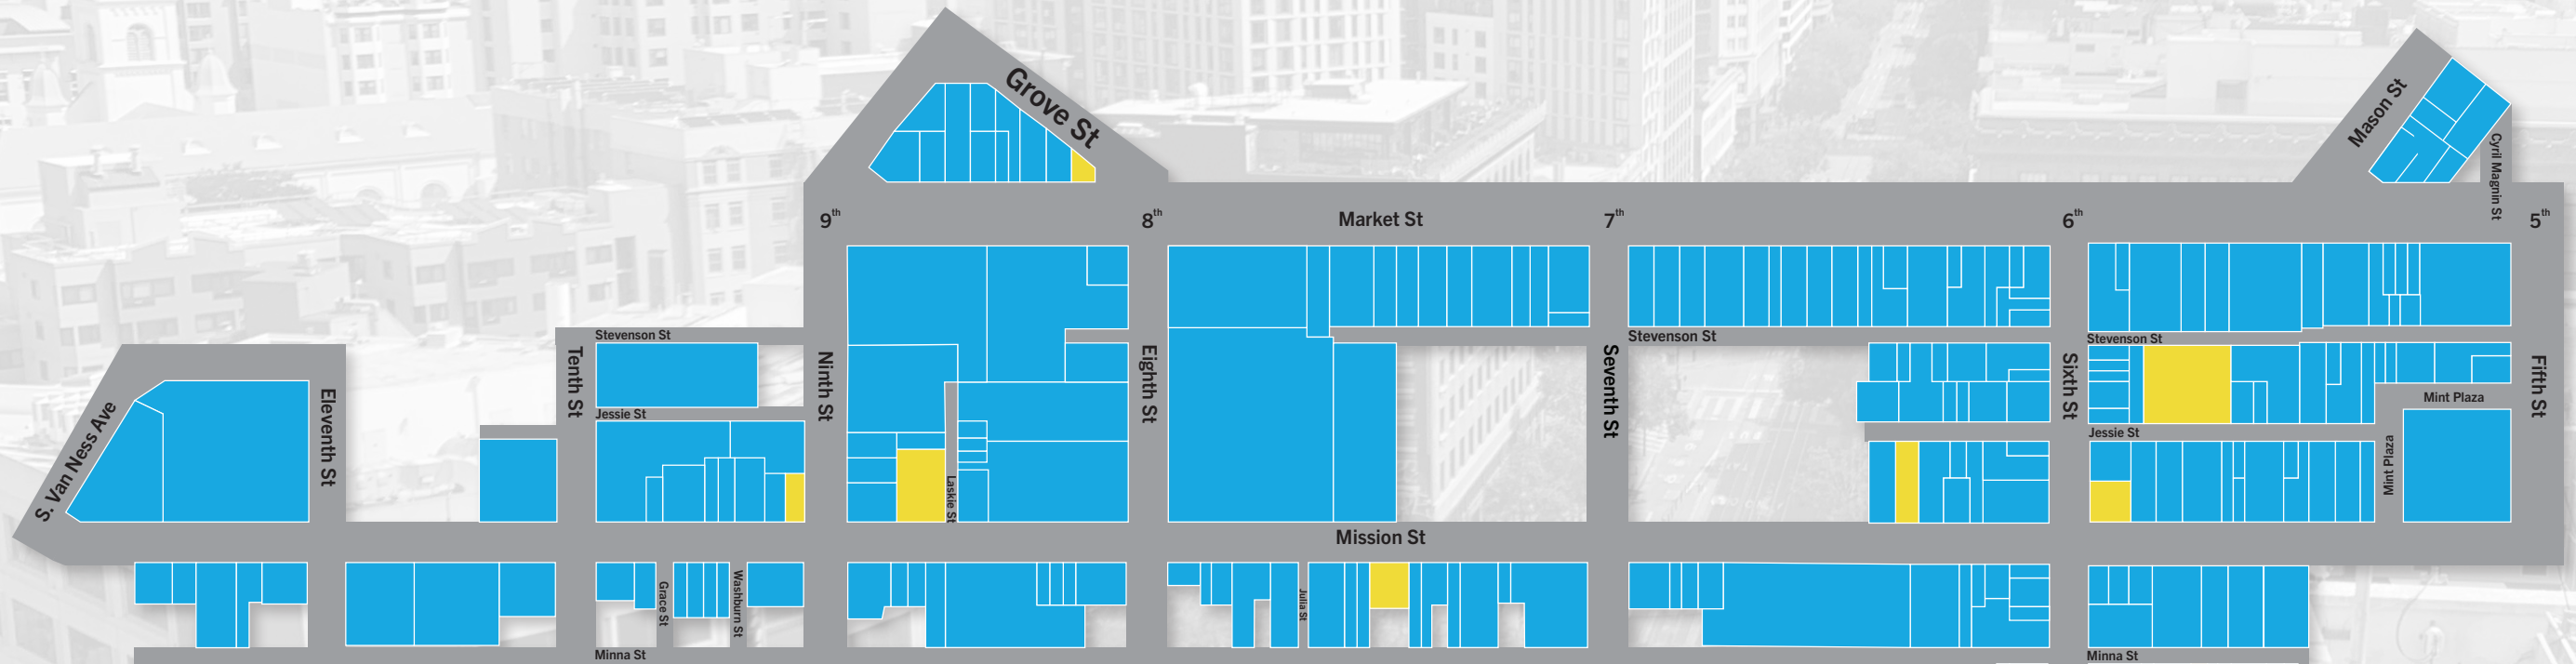 Grove St
Mason St
Cyril Magnin St
9th
8th
Market St
7th
6th
5th
Stevenson St
Stevenson St
Stevenson St
Tenth St
Ninth St
Eighth St
Seventh St
Sixth St
Fifth St
S. Van Ness Ave
Eleventh St
Jessie St
Mint Plaza
Jessie St
Mint Plaza
Laskie St
Mission St
Grace St
Washburn St
Julia St
Minna St
Minna St